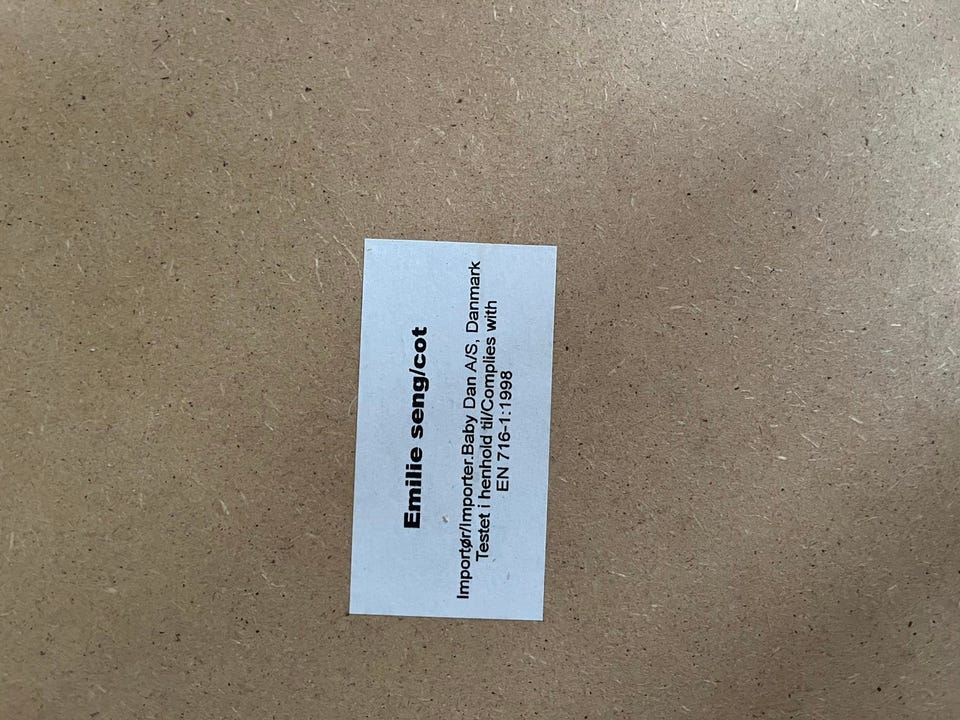 Emilie seng/cot
Importør/Importer.Baby Dan A/S, Danmark
Testet i henhold til/Complies with
EN 716-1:1998